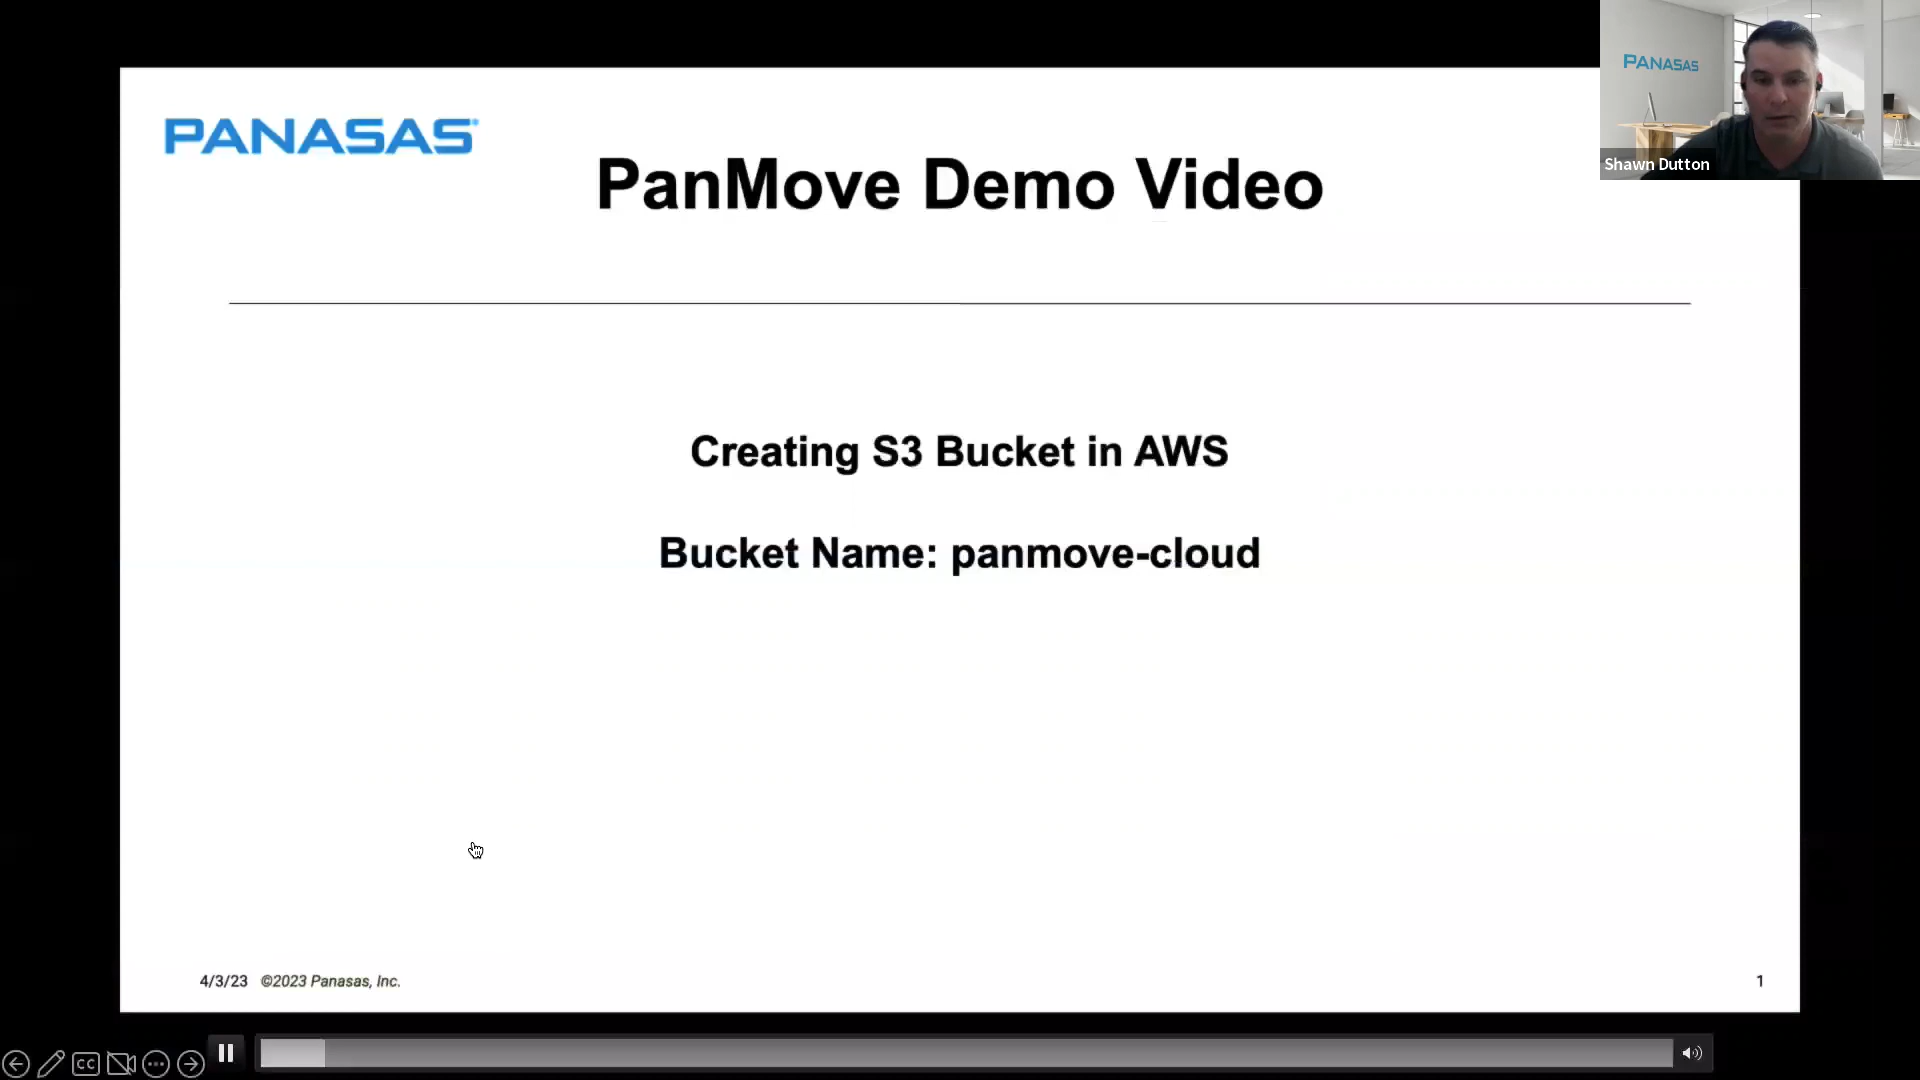 PANASAS
PANASAS
PanMove Demo Video
Shawn Dutton
Creating S3 Bucket in AWS
Bucket Name: panmove-cloud
4/3/23 ©2023 Panasas, Inc.
1
CC